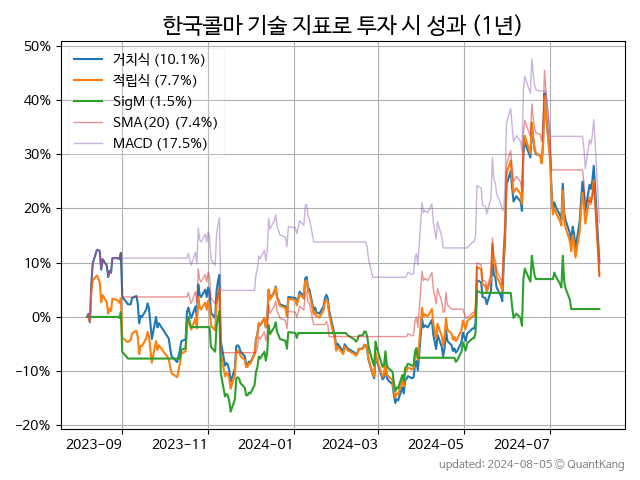 한국콜마 기술 지표로 투자 시 성과 (1년)
50%
40%
30%
20%
10%
0%
−10%
−20%
거치식 (10.1%)
적립식 (7.7%)
SigM (1.5%)
SMA(20) (7.4%)
MACD (17.5%)
2023-09
2023-11
2024-01
2024-03
2024-05
2024-07
updated: 2024-08-05 © QuantKang